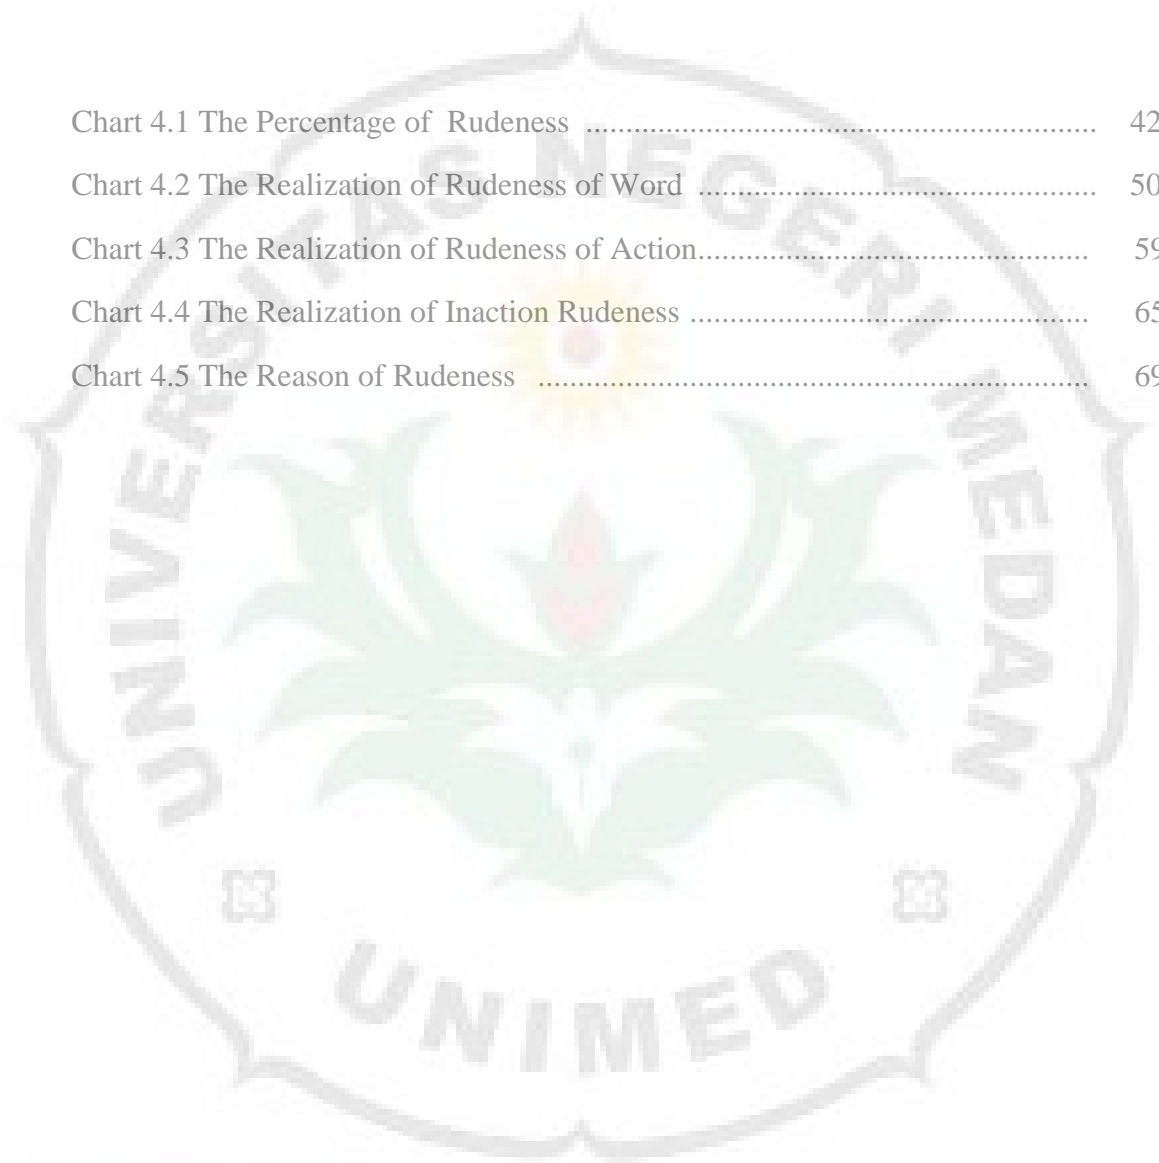 Chart 4.1 The Percentage of  Rudeness ................................................................ 42
Chart 4.2 The Realization of Rudeness of Word .................................................. 50
Chart 4.3 The Realization of Rudeness of Action................................................. 59
Chart 4.4 The Realization of Inaction Rudeness .................................................. 65
Chart 4.5 The Reason of Rudeness ..................................................................... 69
UNIVERSITAS NEGERI MEDAN
UNIMED